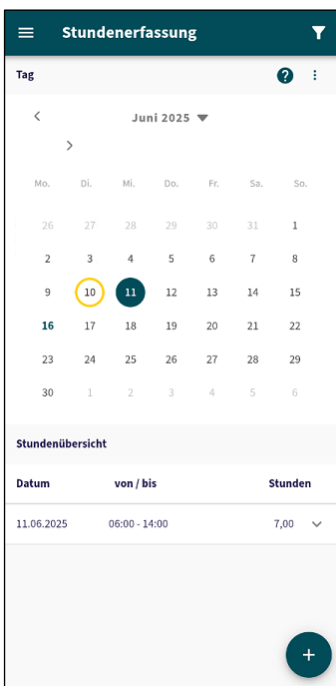 Stundenerfassung
Tag
Juni 2025
Mo. Di. Mi. Do. Fr. Sa. So.
26 27 28 29 30 31 1
2 3 4 5 6 7 8
9 10 11 12 13 14 15
16 17 18 19 20 21 22
23 24 25 26 27 28 29
30 1 2 3 4 5 6
Stundenübersicht
Datum von / bis Stunden
11.06.2025 06:00 - 14:00 7,00